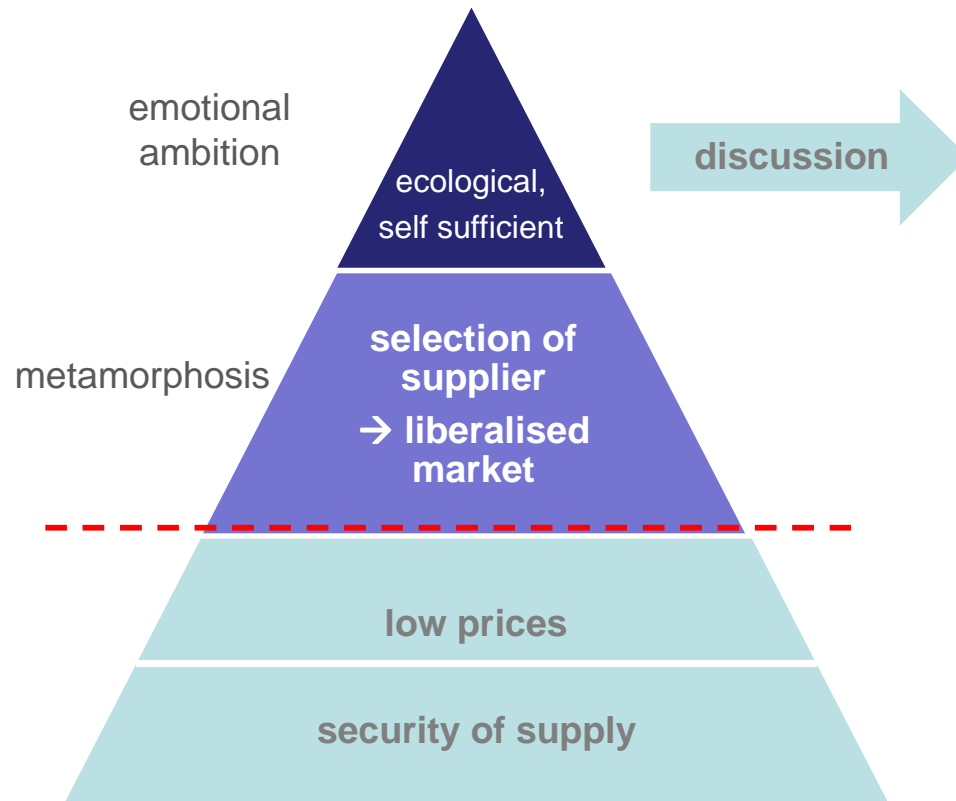 emotional
ambition
discussion
ecological,
self sufficient
metamorphosis
selection of
supplier
→ liberalised
market
low prices
security of supply